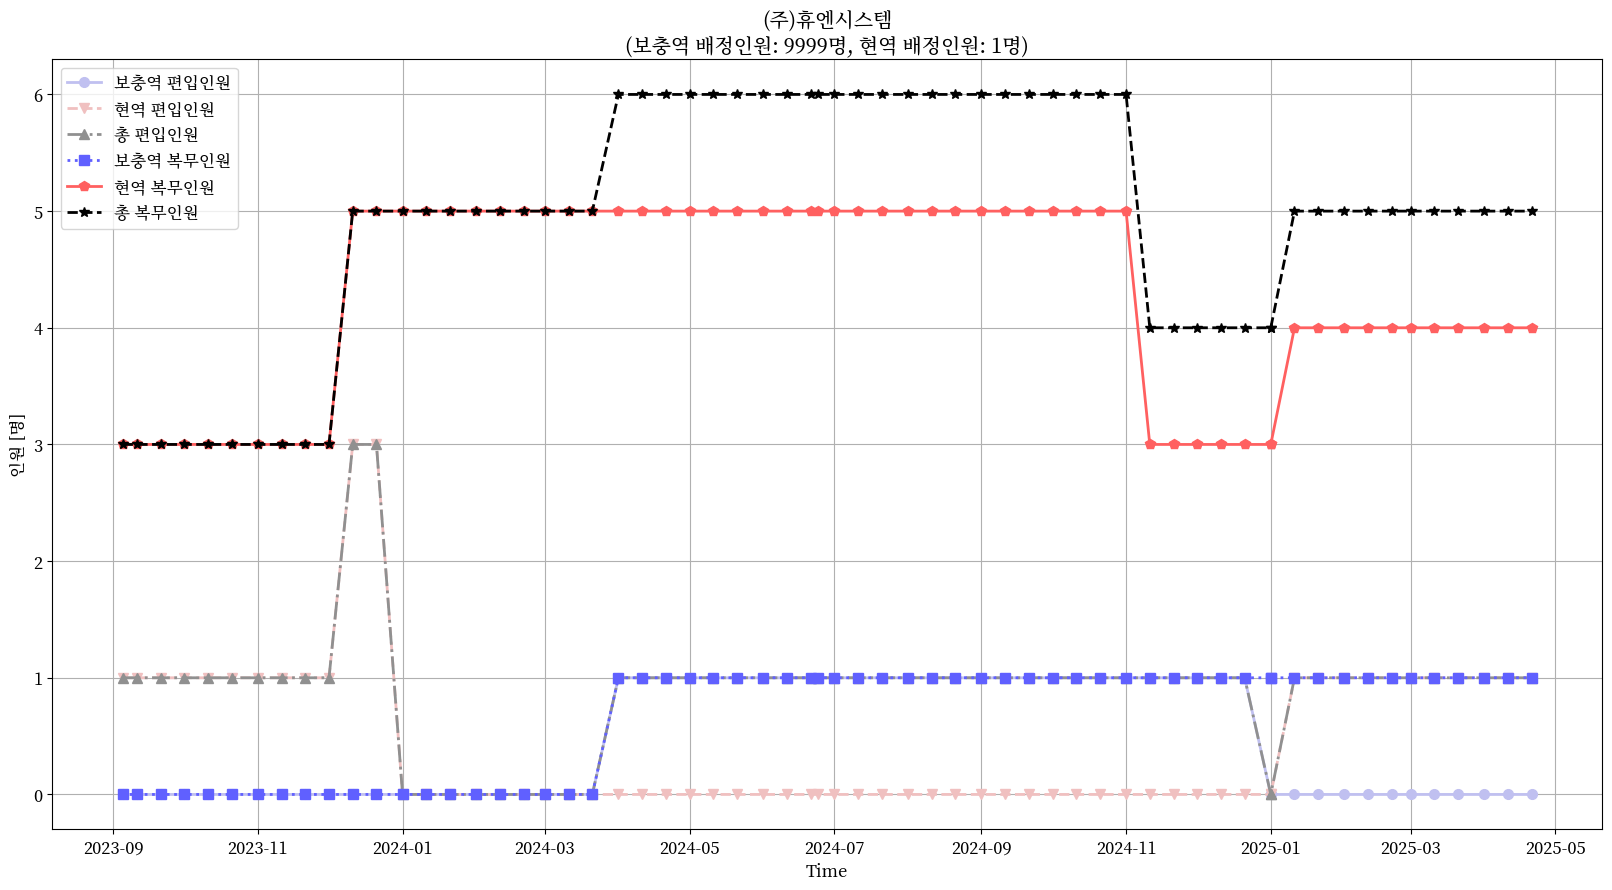 (주)휴엔시스템
(보충역 배정인원: 9999명, 현역 배정인원: 1명)
보충역 편입인원
현역 편입인원
총 편입인원
보충역 복무인원
현역 복무인원
총 복무인원
인원 [명]
6
5
4
3
2
1
0
2023-09
2023-11
2024-01
2024-03
2024-05
2024-07
2024-09
2024-11
2025-01
2025-03
2025-05
Time